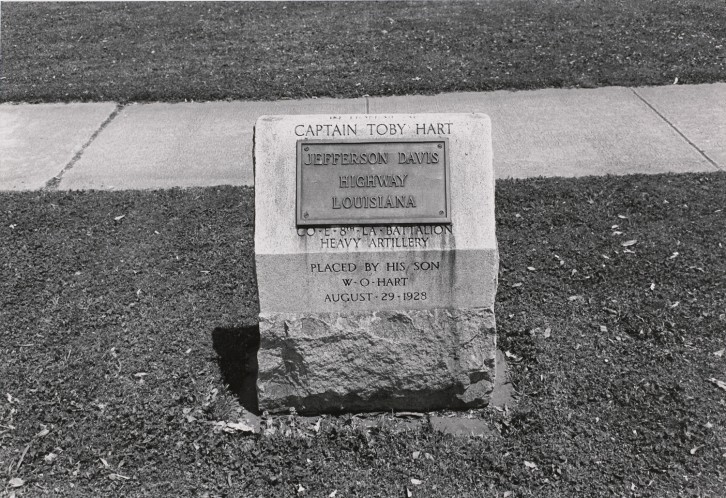 CAPTAIN TOBY HART
JEFFERSON DAVIS
HIGHWAY
LOUISIANA
CO·E·8TH·LA·BATTALION
HEAVY ARTILLERY
PLACED BY HIS SON
W·O·HART
AUGUST·29·1928